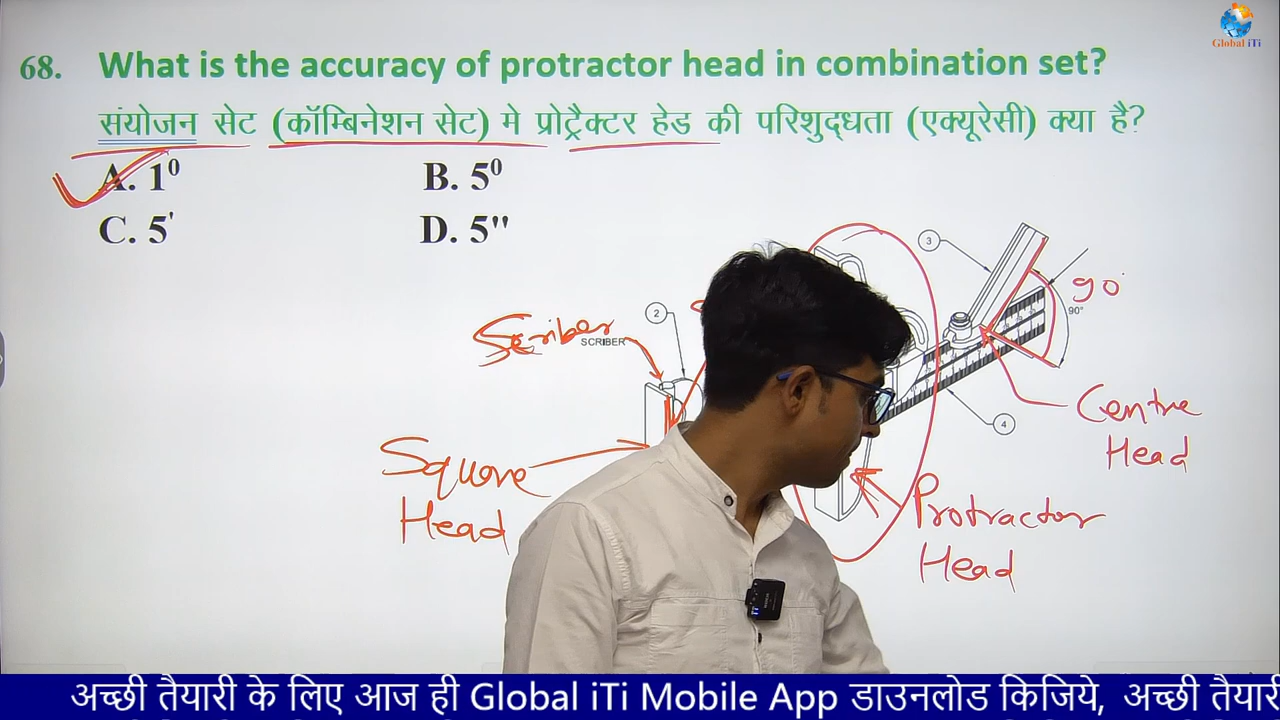 Global iTi
68. What is the accuracy of protractor head in combination set?
संयोजन सेट (कॉम्बिनेशन सेट) मे प्रोट्रैक्टर हेड की परिशुद्धता (एक्यूरेसी) क्या है?
A. 1⁰ B. 5⁰
C. 5' D. 5"
3
90°
90°
2
Scriber
SCRIBER
Centre
Head
4
Square
Head
Protractor
Head
अच्छी तैयारी के लिए आज ही Global iTi Mobile App डाउनलोड किजिये, अच्छी तैयारी